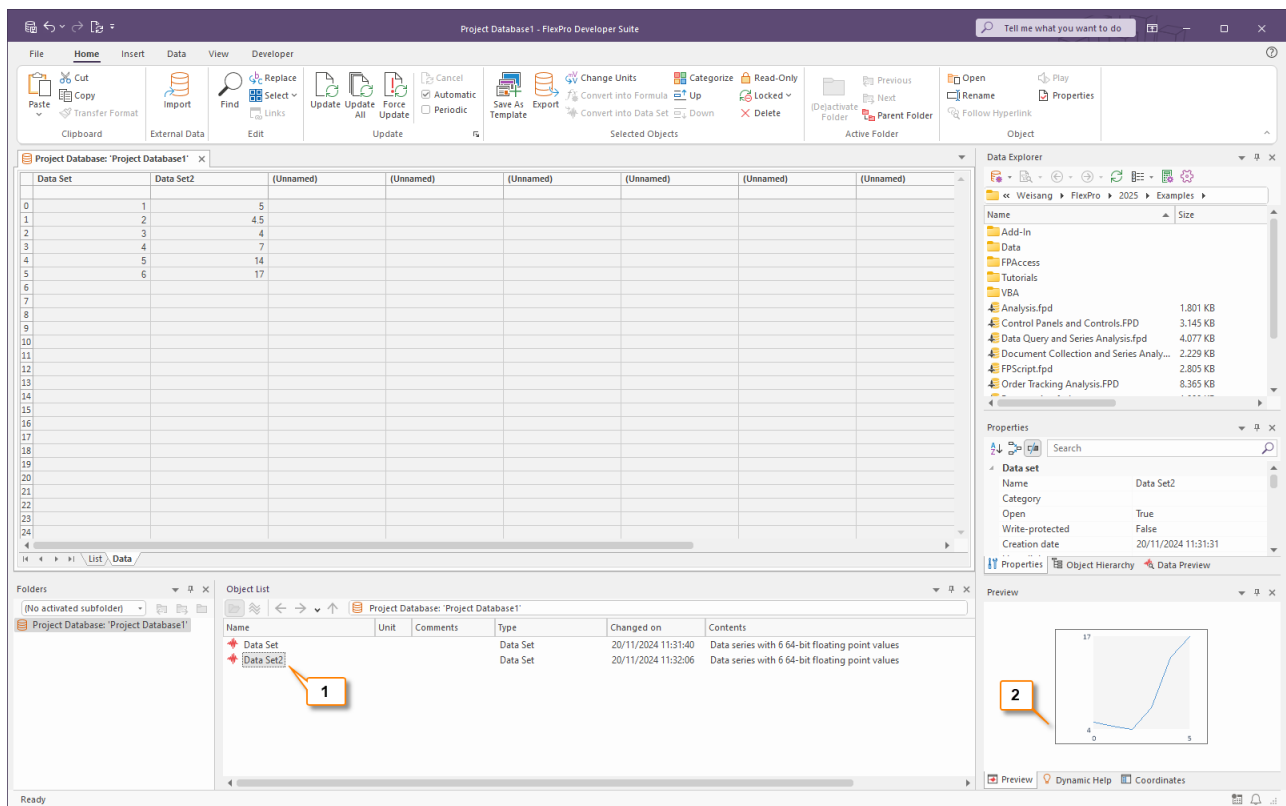 Project Database1 - FlexPro Developer Suite
Tell me what you want to do
File Home Insert Data View Developer
Paste
Cut
Copy
Transfer Format
Clipboard
Import
External Data
Find
Replace
Select
Links
Edit
Update
Update All
Force Update
Cancel
Automatic
Periodic
Update
Save As Template
Export
Change Units
Convert into Formula
Convert into Data Set
Categorize
Up
Down
Read-Only
Locked
Delete
Selected Objects
(Dejactivate Folder
Previous
Next
Parent Folder
Active Folder
Open
Rename
Follow Hyperlink
Play
Properties
Object
Project Database: 'Project Database1'
Data Set Data Set2 (Unnamed) (Unnamed) (Unnamed) (Unnamed) (Unnamed) (Unnamed)
0 1 5
1 2 4.5
2 3 4
3 4 7
4 5 14
5 6 17
6
7
8
9
10
11
12
13
14
15
16
17
18
19
20
21
22
23
24
List Data
Data Explorer
« Weisang FlexPro 2025 Examples
Name Size
Add-In
Data
FPAccess
Tutorials
VBA
Analysis.fpd 1.801 KB
Control Panels and Controls.FPD 3.145 KB
Data Query and Series Analysis.fpd 4.077 KB
Document Collection and Series Analy... 2.229 KB
FPScript.fpd 2.805 KB
Order Tracking Analysis.FPD 8.365 KB
Properties
Search
Data set
Name Data Set2
Category
Open True
Write-protected False
Creation date 20/11/2024 11:31:31
Properties Object Hierarchy Data Preview
Folders
(No activated subfolder)
Project Database: 'Project Database1'
Object List
Project Database: 'Project Database1'
Name Unit Comments Type Changed on Contents
Data Set Data Set 20/11/2024 11:31:40 Data series with 6 64-bit floating point values
Data Set2 Data Set 20/11/2024 11:32:06 Data series with 6 64-bit floating point values
1
Preview
17
2
4
0 5
Preview Dynamic Help Coordinates
Ready